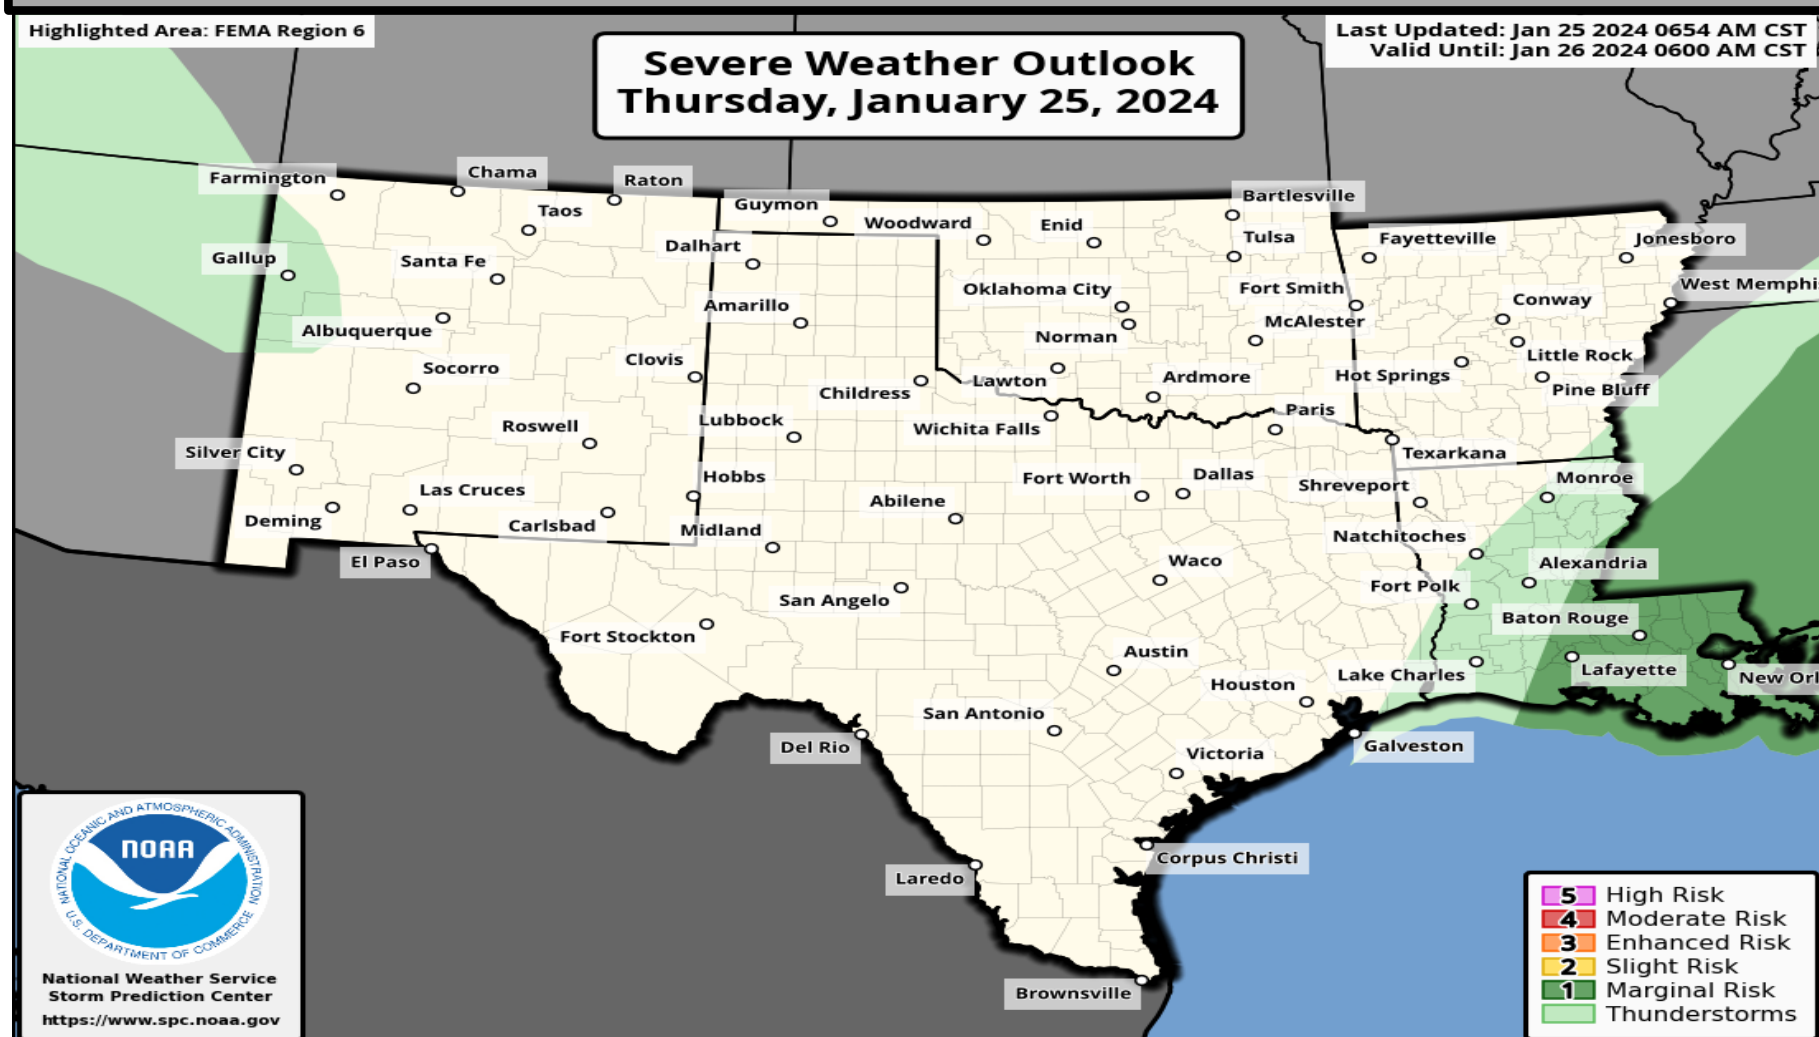 Highlighted Area: FEMA Region 6
Last Updated: Jan 25 2024 0654 AM CST
Valid Until: Jan 26 2024 0600 AM CST
Severe Weather Outlook
Thursday, January 25, 2024
Farmington
Chama
Raton
Taos
Guymon
Woodward
Enid
Bartlesville
Tulsa
Fayetteville
Jonesboro
Gallup
Santa Fe
Dalhart
Oklahoma City
Fort Smith
Conway
West Memphi
Albuquerque
Amarillo
Norman
McAlester
Little Rock
Socorro
Clovis
Childress
Lawton
Ardmore
Hot Springs
Pine Bluff
Roswell
Lubbock
Wichita Falls
Paris
Texarkana
Silver City
Las Cruces
Hobbs
Abilene
Fort Worth
Dallas
Shreveport
Monroe
Deming
Carlsbad
Midland
Natchitoches
El Paso
Waco
Alexandria
San Angelo
Fort Polk
Fort Stockton
Baton Rouge
Austin
Lake Charles
Lafayette
New Orl
Houston
San Antonio
Del Rio
Victoria
Galveston
Corpus Christi
Laredo
Brownsville
NATIONAL OCEANIC AND ATMOSPHERIC ADMINISTRATION
NOAA
U.S. DEPARTMENT OF COMMERCE
National Weather Service
Storm Prediction Center
https://www.spc.noaa.gov
5 High Risk
4 Moderate Risk
3 Enhanced Risk
2 Slight Risk
1 Marginal Risk
Thunderstorms